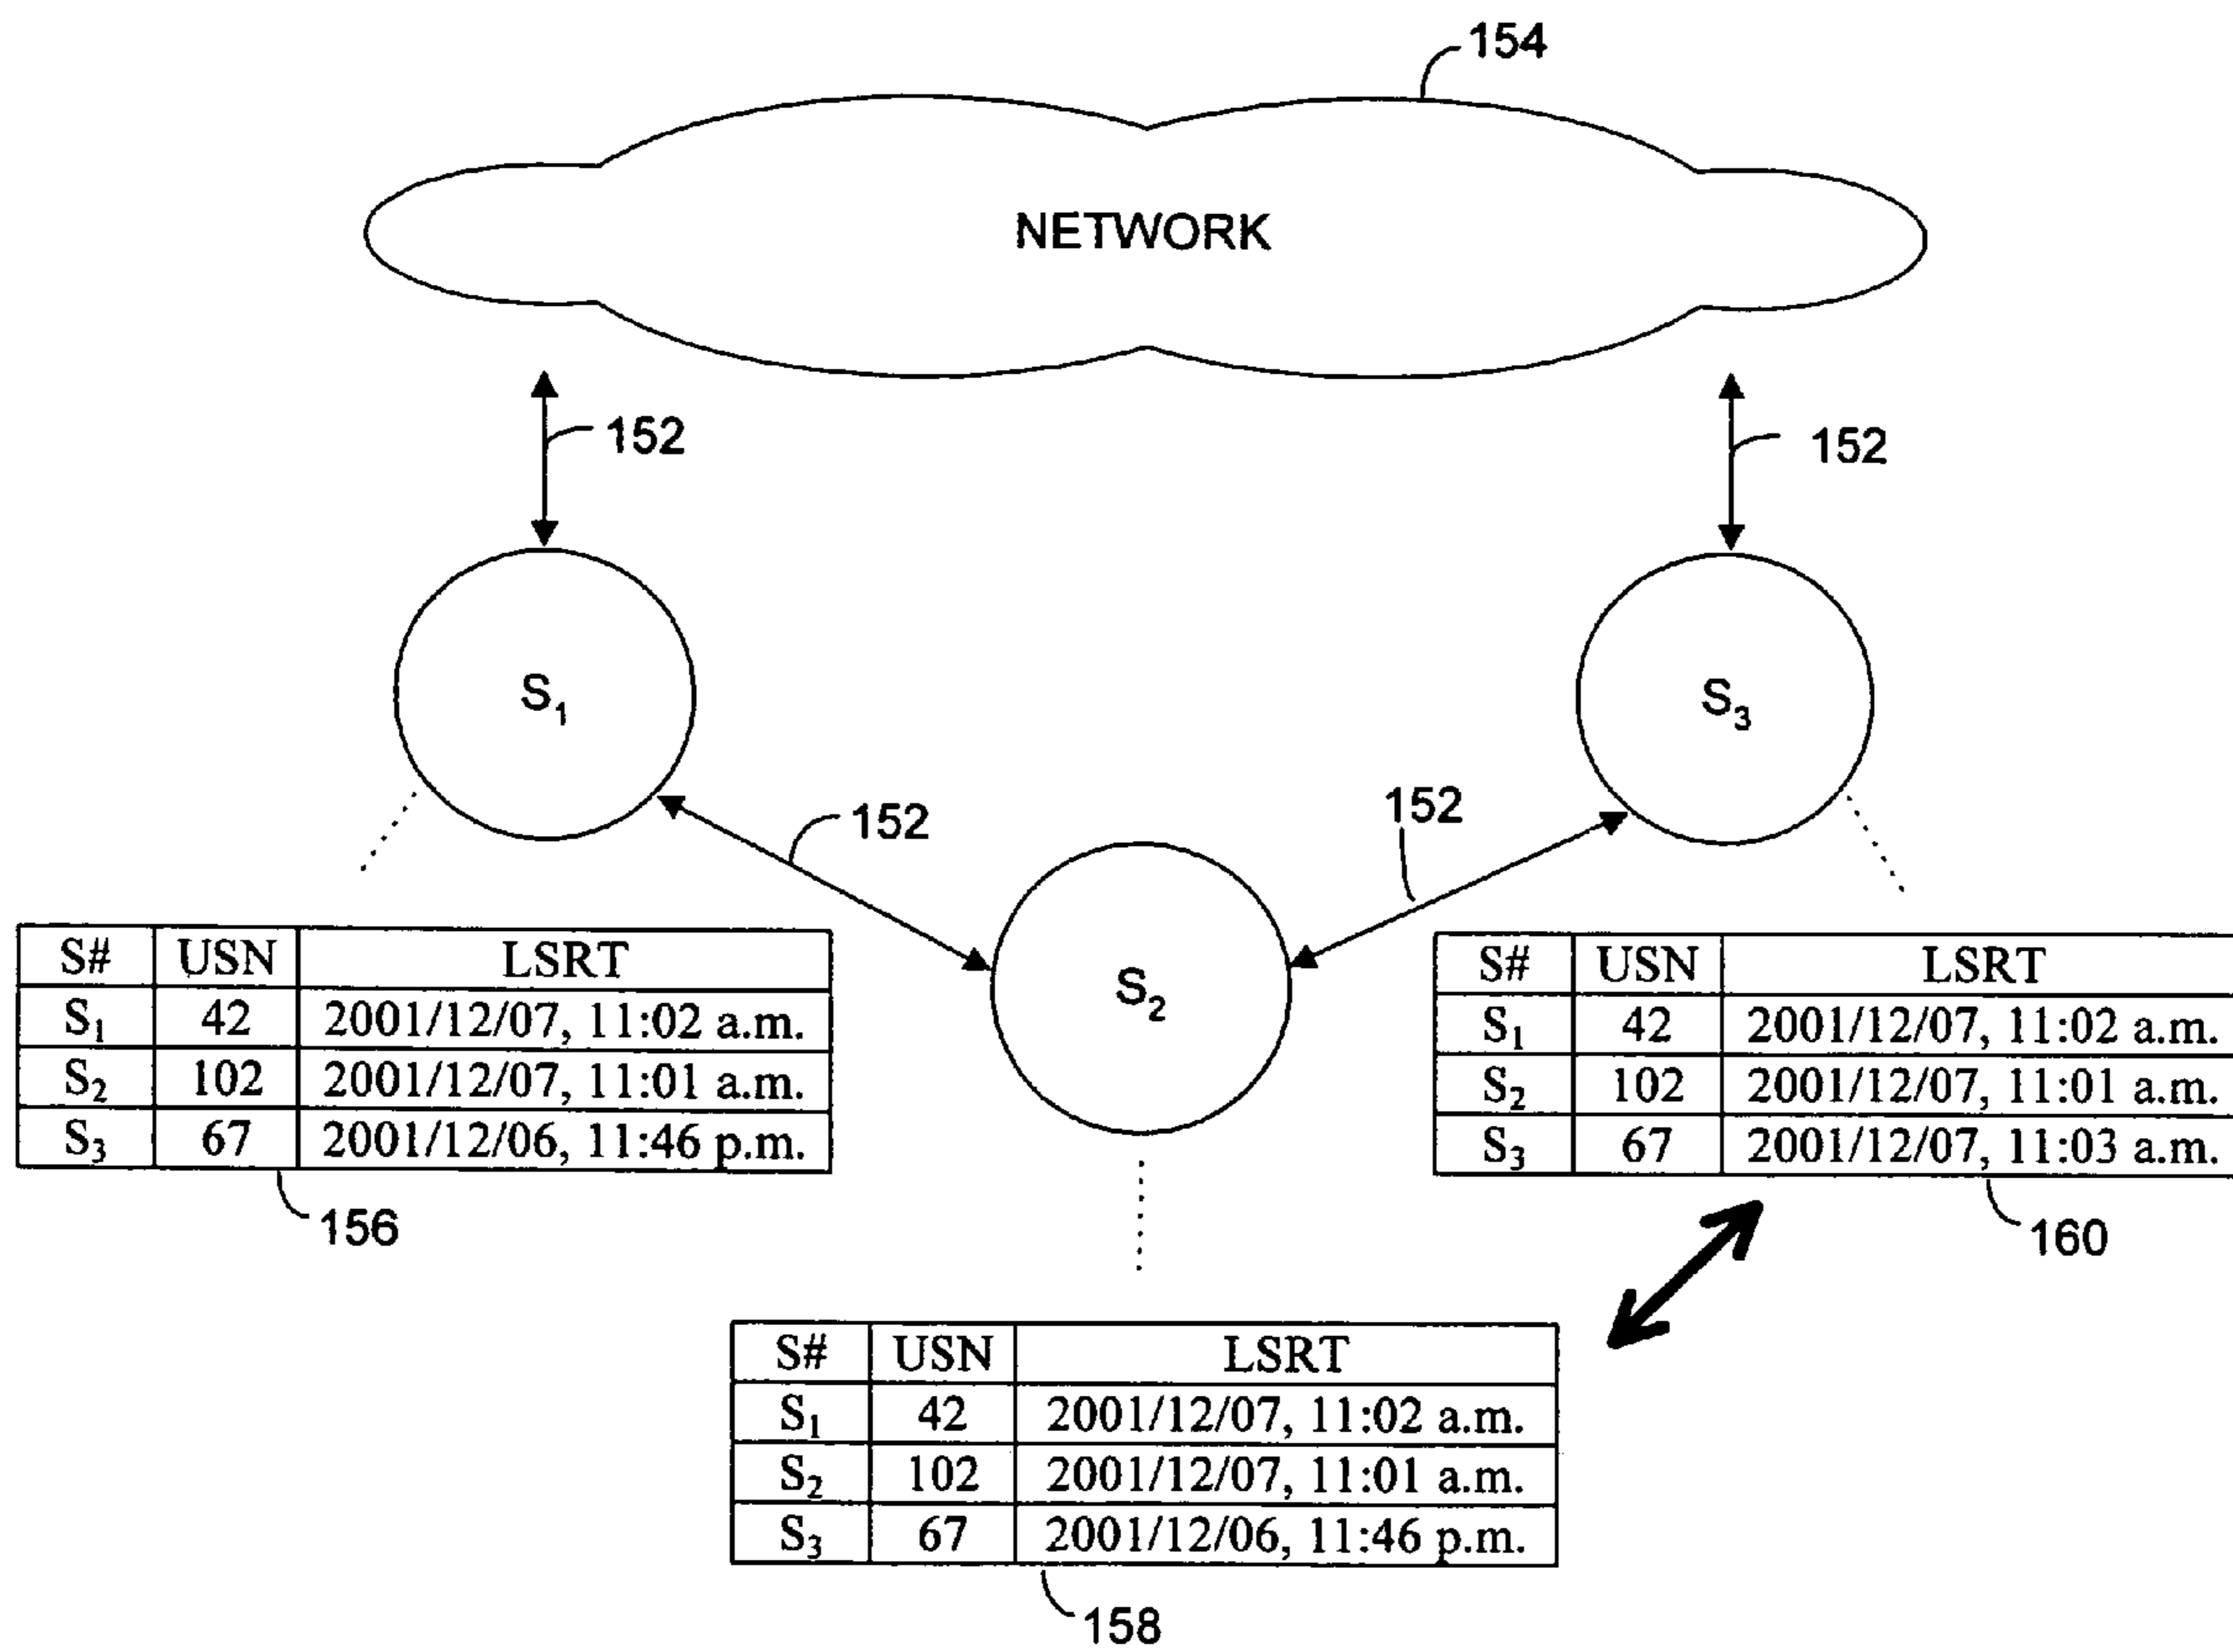 154
NETWORK
152
152
S₁
S₃
152
152
S₂
S# USN LSRT
S₁ 42 2001/12/07, 11:02 a.m.
S₂ 102 2001/12/07, 11:01 a.m.
S₃ 67 2001/12/06, 11:46 p.m.
156
S# USN LSRT
S₁ 42 2001/12/07, 11:02 a.m.
S₂ 102 2001/12/07, 11:01 a.m.
S₃ 67 2001/12/07, 11:03 a.m.
160
S# USN LSRT
S₁ 42 2001/12/07, 11:02 a.m.
S₂ 102 2001/12/07, 11:01 a.m.
S₃ 67 2001/12/06, 11:46 p.m.
158